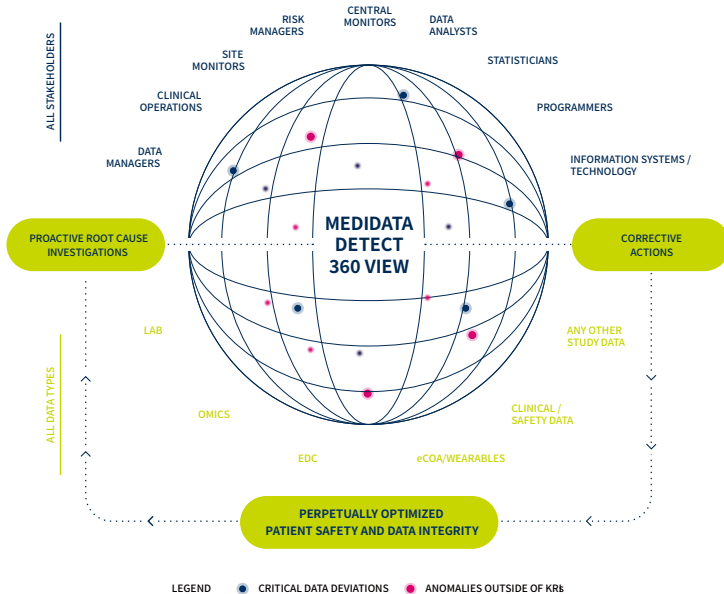 CENTRAL
MONITORS
RISK
MANAGERS
DATA
ANALYSTS
SITE
MONITORS
STATISTICIANS
CLINICAL
OPERATIONS
PROGRAMMERS
DATA
MANAGERS
INFORMATION SYSTEMS /
TECHNOLOGY
ALL STAKEHOLDERS
PROACTIVE ROOT CAUSE
INVESTIGATIONS
MEDIDATA
DETECT
360 VIEW
CORRECTIVE
ACTIONS
LAB
ANY OTHER
STUDY DATA
ALL DATA TYPES
OMICS
CLINICAL /
SAFETY DATA
EDC
eCOA/WEARABLES
PERPETUALLY OPTIMIZED
PATIENT SAFETY AND DATA INTEGRITY
LEGEND
CRITICAL DATA DEVIATIONS
ANOMALIES OUTSIDE OF KRIs